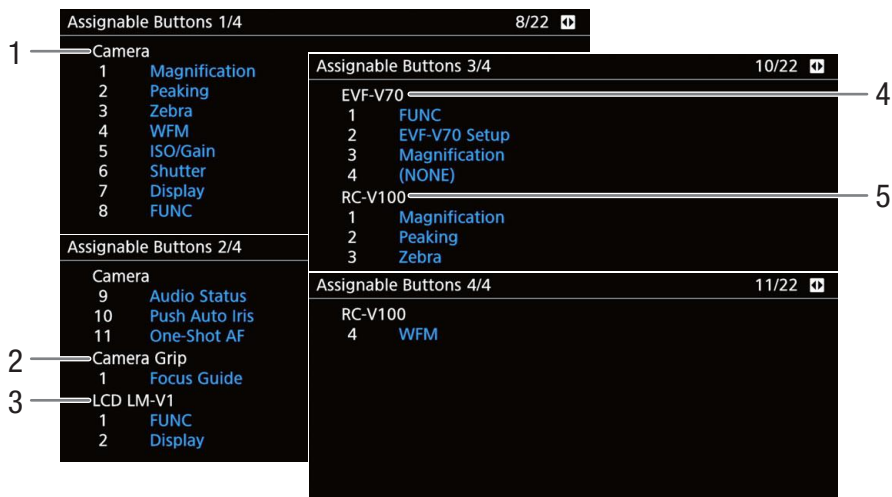 Assignable Buttons 1/4 8/22
1 Camera
1 Magnification
2 Peaking
3 Zebra
4 WFM
5 ISO/Gain
6 Shutter
7 Display
8 FUNC
Assignable Buttons 2/4
Camera
9 Audio Status
10 Push Auto Iris
11 One-Shot AF
2 Camera Grip
1 Focus Guide
3 LCD LM-V1
1 FUNC
2 Display
Assignable Buttons 3/4 10/22
EVF-V70 4
1 FUNC
2 EVF-V70 Setup
3 Magnification
4 (NONE)
RC-V100 5
1 Magnification
2 Peaking
3 Zebra
Assignable Buttons 4/4 11/22
RC-V100
4 WFM